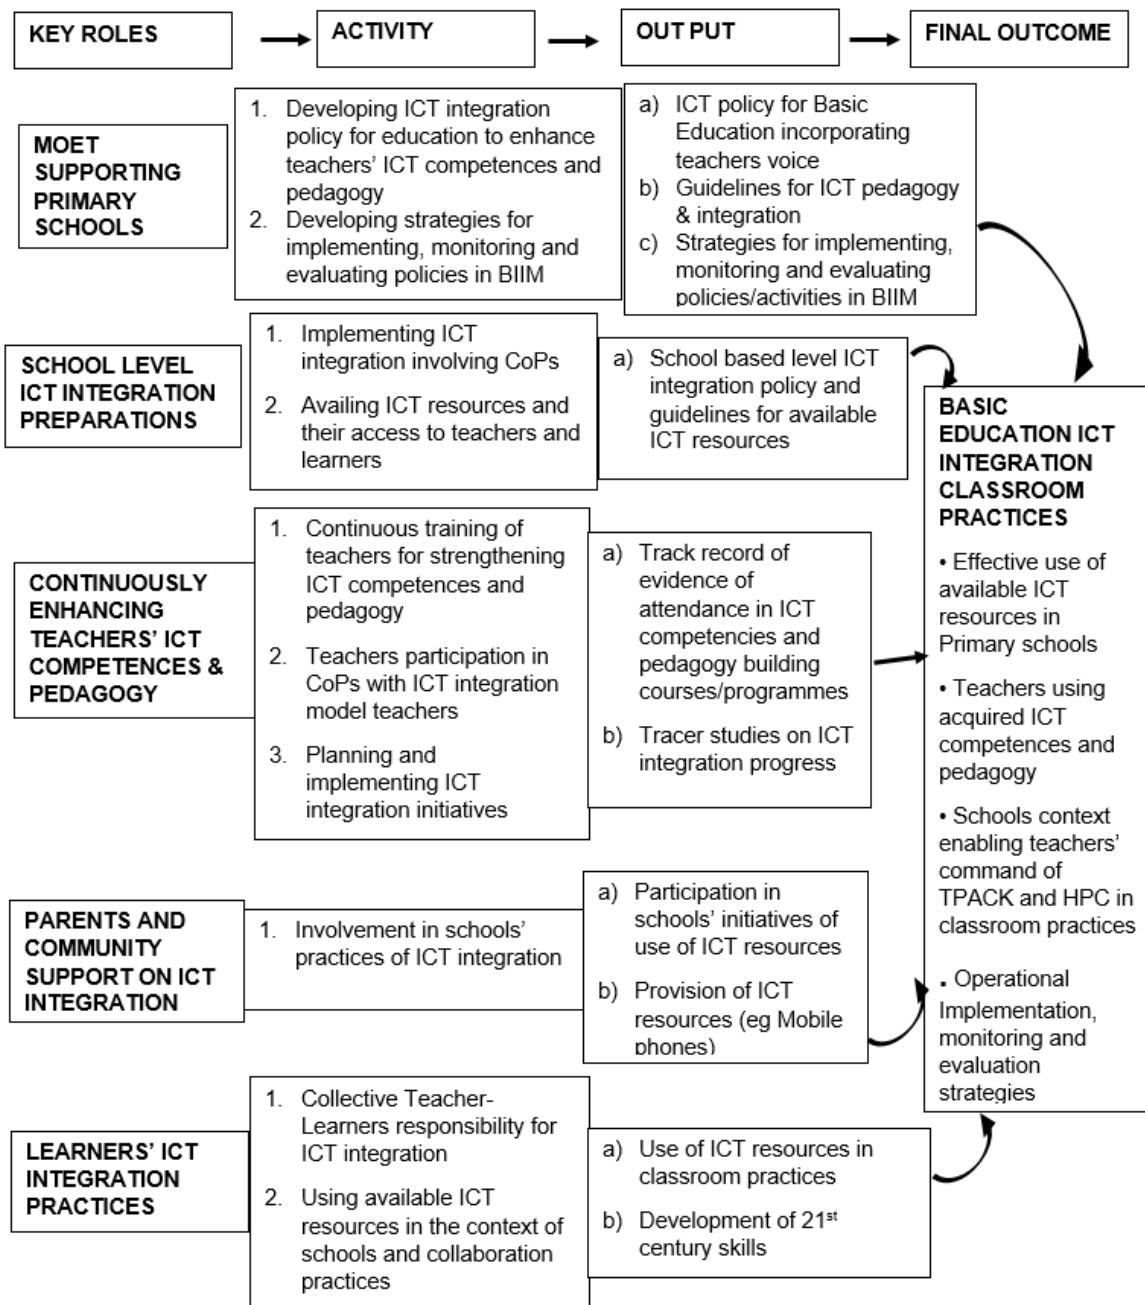 KEY ROLES
ACTIVITY
OUT PUT
FINAL OUTCOME
MOET
SUPPORTING
PRIMARY
SCHOOLS
1. Developing ICT integration
policy for education to enhance
teachers' ICT competences and
pedagogy
2. Developing strategies for
implementing, monitoring and
evaluating policies in BIIM
a) ICT policy for Basic
Education incorporating
teachers voice
b) Guidelines for ICT pedagogy
& integration
c) Strategies for implementing,
monitoring and evaluating
policies/activities in BIIM
SCHOOL LEVEL
ICT INTEGRATION
PREPARATIONS
1. Implementing ICT
integration involving CoPs
2. Availing ICT resources and
their access to teachers and
learners
a) School based level ICT
integration policy and
guidelines for available
ICT resources
CONTINUOUSLY
ENHANCING
TEACHERS' ICT
COMPETENCES &
PEDAGOGY
1. Continuous training of
teachers for strengthening
ICT competences and
pedagogy
2. Teachers participation in
CoPs with ICT integration
model teachers
3. Planning and
implementing ICT
integration initiatives
a) Track record of
evidence of
attendance in ICT
competencies and
pedagogy building
courses/programmes
b) Tracer studies on ICT
integration progress
PARENTS AND
COMMUNITY
SUPPORT ON ICT
INTEGRATION
1. Involvement in schools'
practices of ICT integration
a) Participation in
schools' initiatives of
use of ICT resources
b) Provision of ICT
resources (eg Mobile
phones)
LEARNERS' ICT
INTEGRATION
PRACTICES
1. Collective Teacher-
Learners responsibility for
ICT integration
2. Using available ICT
resources in the context of
schools and collaboration
practices
a) Use of ICT resources in
classroom practices
b) Development of 21st
century skills
BASIC
EDUCATION ICT
INTEGRATION
CLASSROOM
PRACTICES
• Effective use of
available ICT
resources in
Primary schools
• Teachers using
acquired ICT
competences and
pedagogy
• Schools context
enabling teachers'
command of
TPACK and HPC in
classroom practices
. Operational
Implementation,
monitoring and
evaluation
strategies